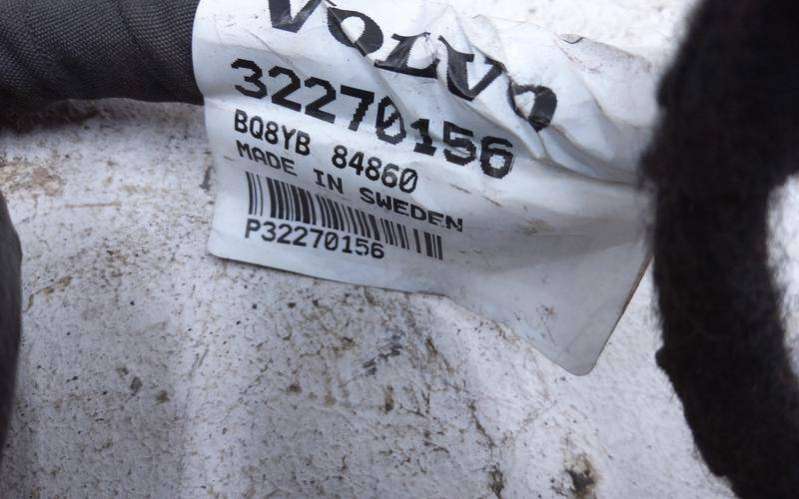 VOLVO
32270156
BQ8YB 84860
MADE IN SWEDEN
P32270156